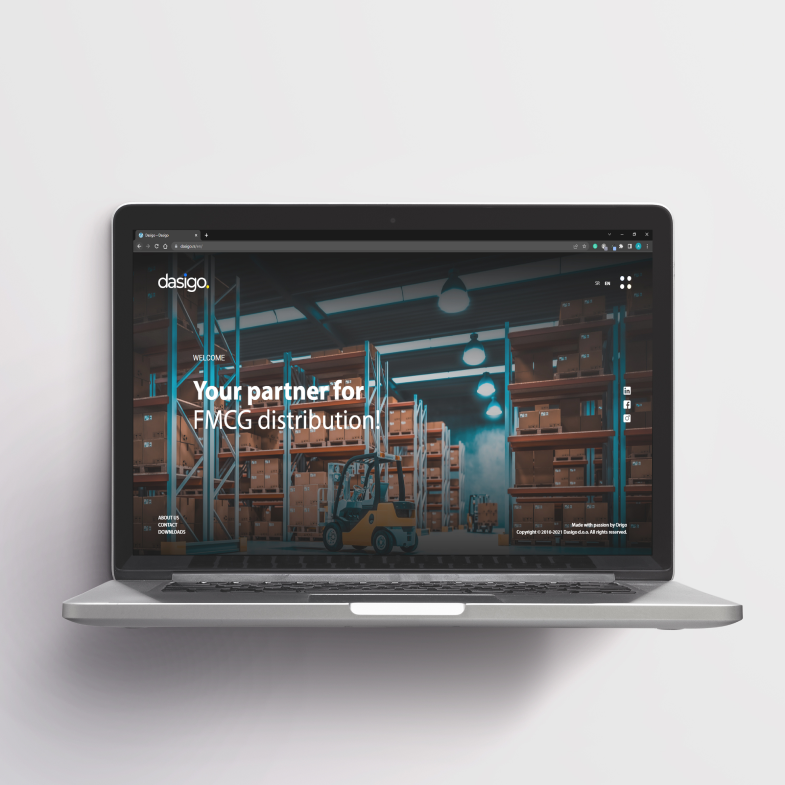 Dasigo - Dasigo
dasigo.rs/en/
dasigo.
SR EN
WELCOME
Your partner for
FMCG distribution!
ABOUT US
CONTACT
DOWNLOADS
Made with passion by Origo
Copyright © 2016-2021 Dasigo d.o.o. All rights reserved.